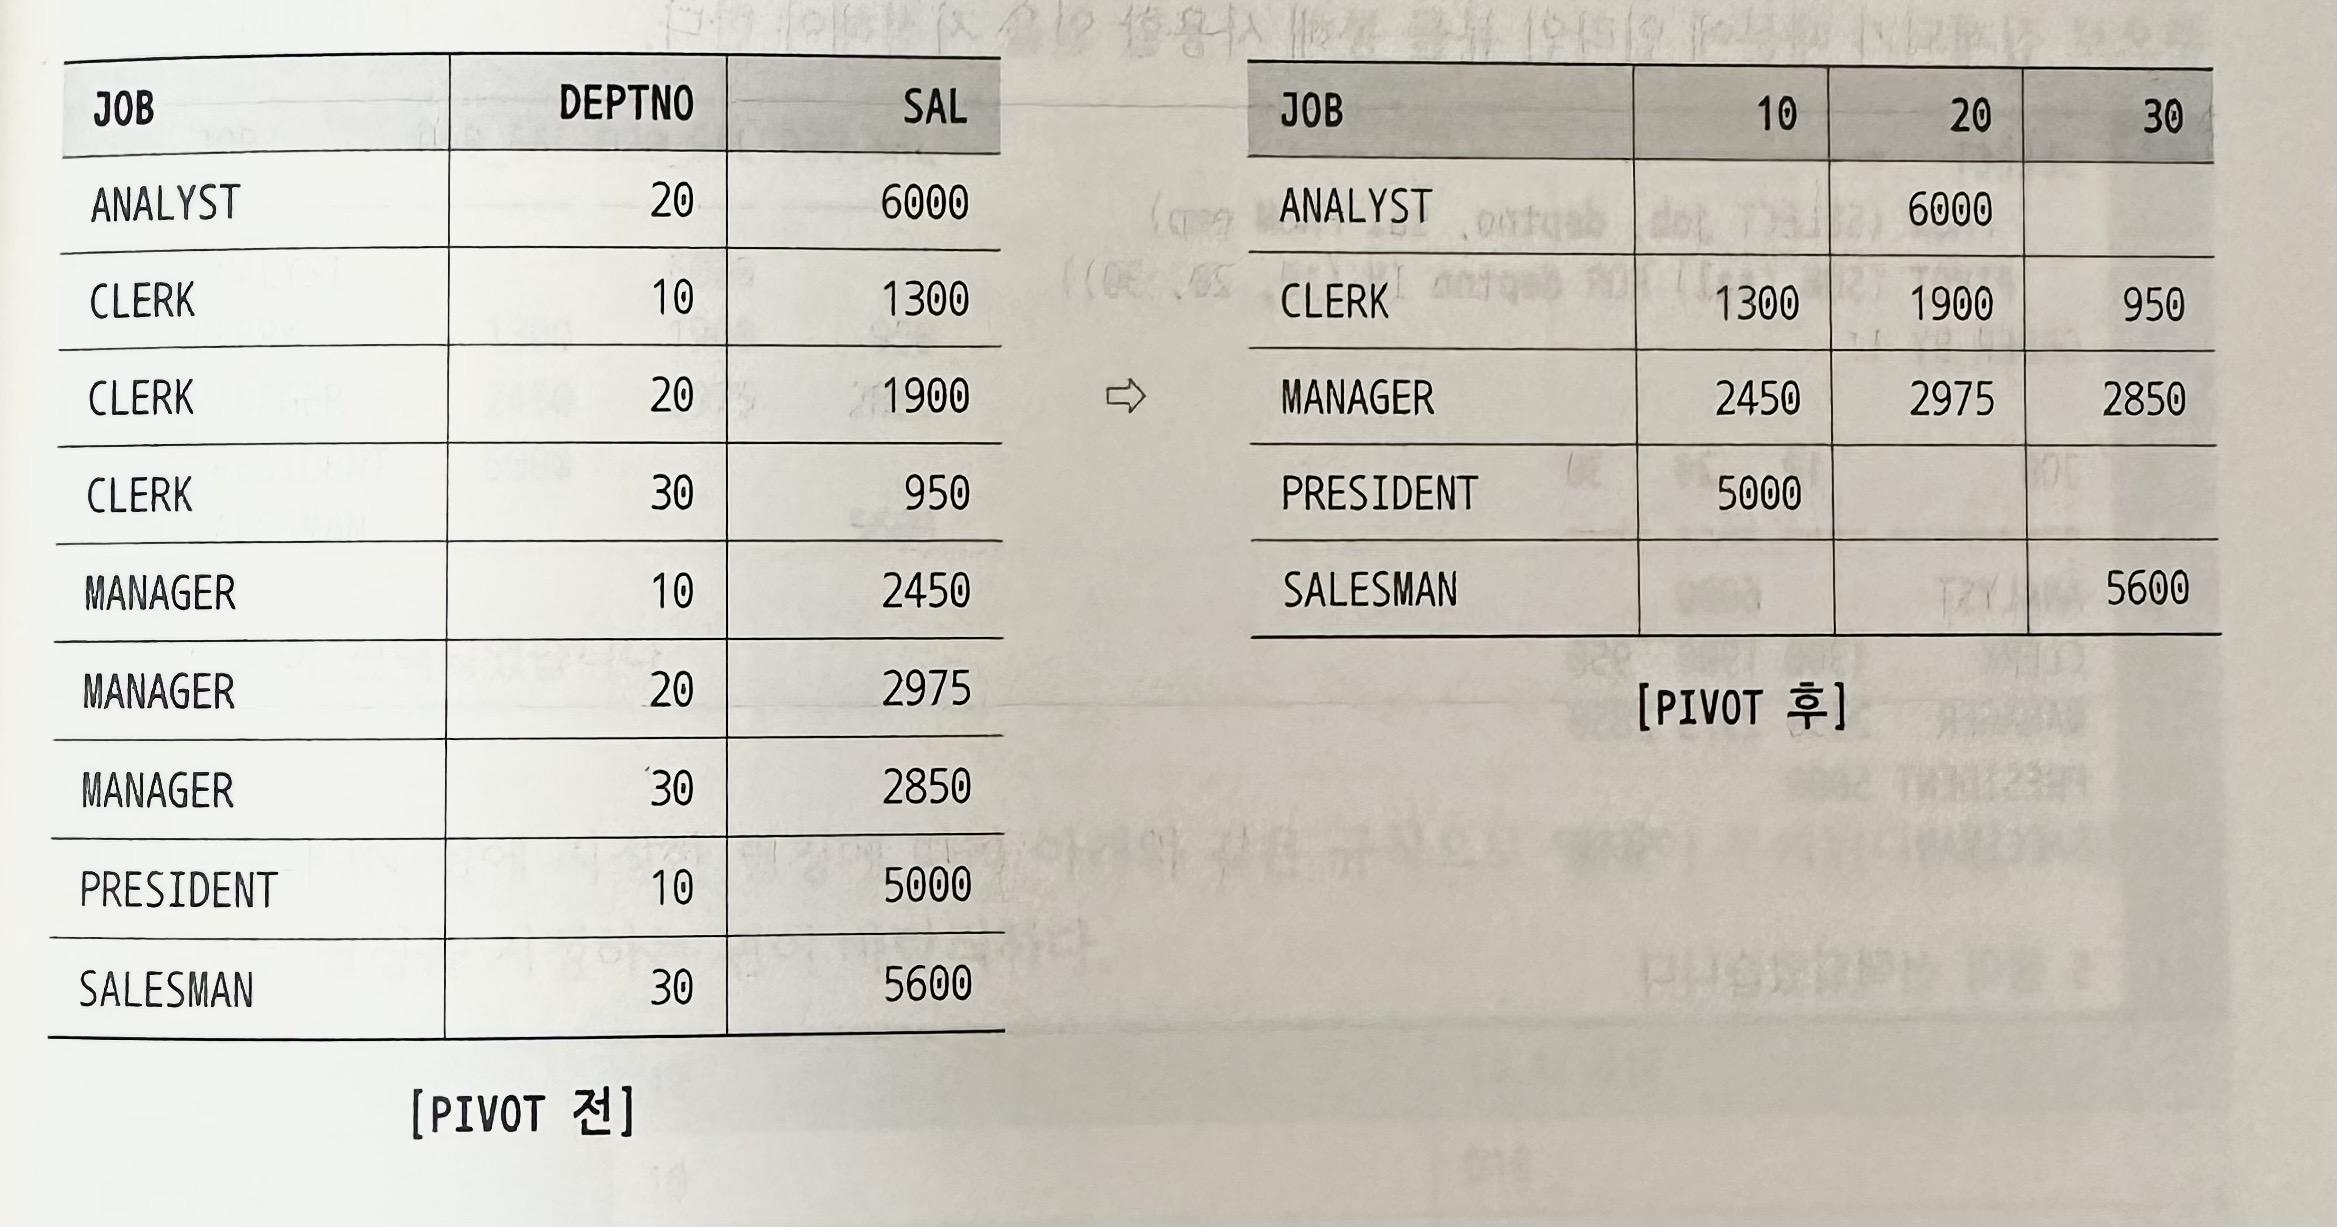 JOB DEPTNO SAL
ANALYST 20 6000
CLERK 10 1300
CLERK 20 1900
CLERK 30 950
MANAGER 10 2450
MANAGER 20 2975
MANAGER 30 2850
PRESIDENT 10 5000
SALESMAN 30 5600
[PIVOT 전]
⇨
JOB 10 20 30
ANALYST 6000
CLERK 1300 1900 950
MANAGER 2450 2975 2850
PRESIDENT 5000
SALESMAN 5600
[PIVOT 후]